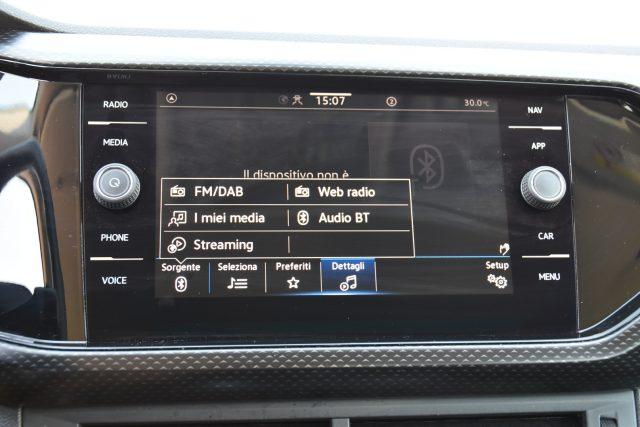 RADIO
MEDIA
PHONE
VOICE
15:07
2
30.0°C
Il dispositivo non è
FM/DAB
Web radio
I miei media
Audio BT
Streaming
Sorgente
Seleziona
Preferiti
Dettagli
Setup
NAV
APP
CAR
MENU